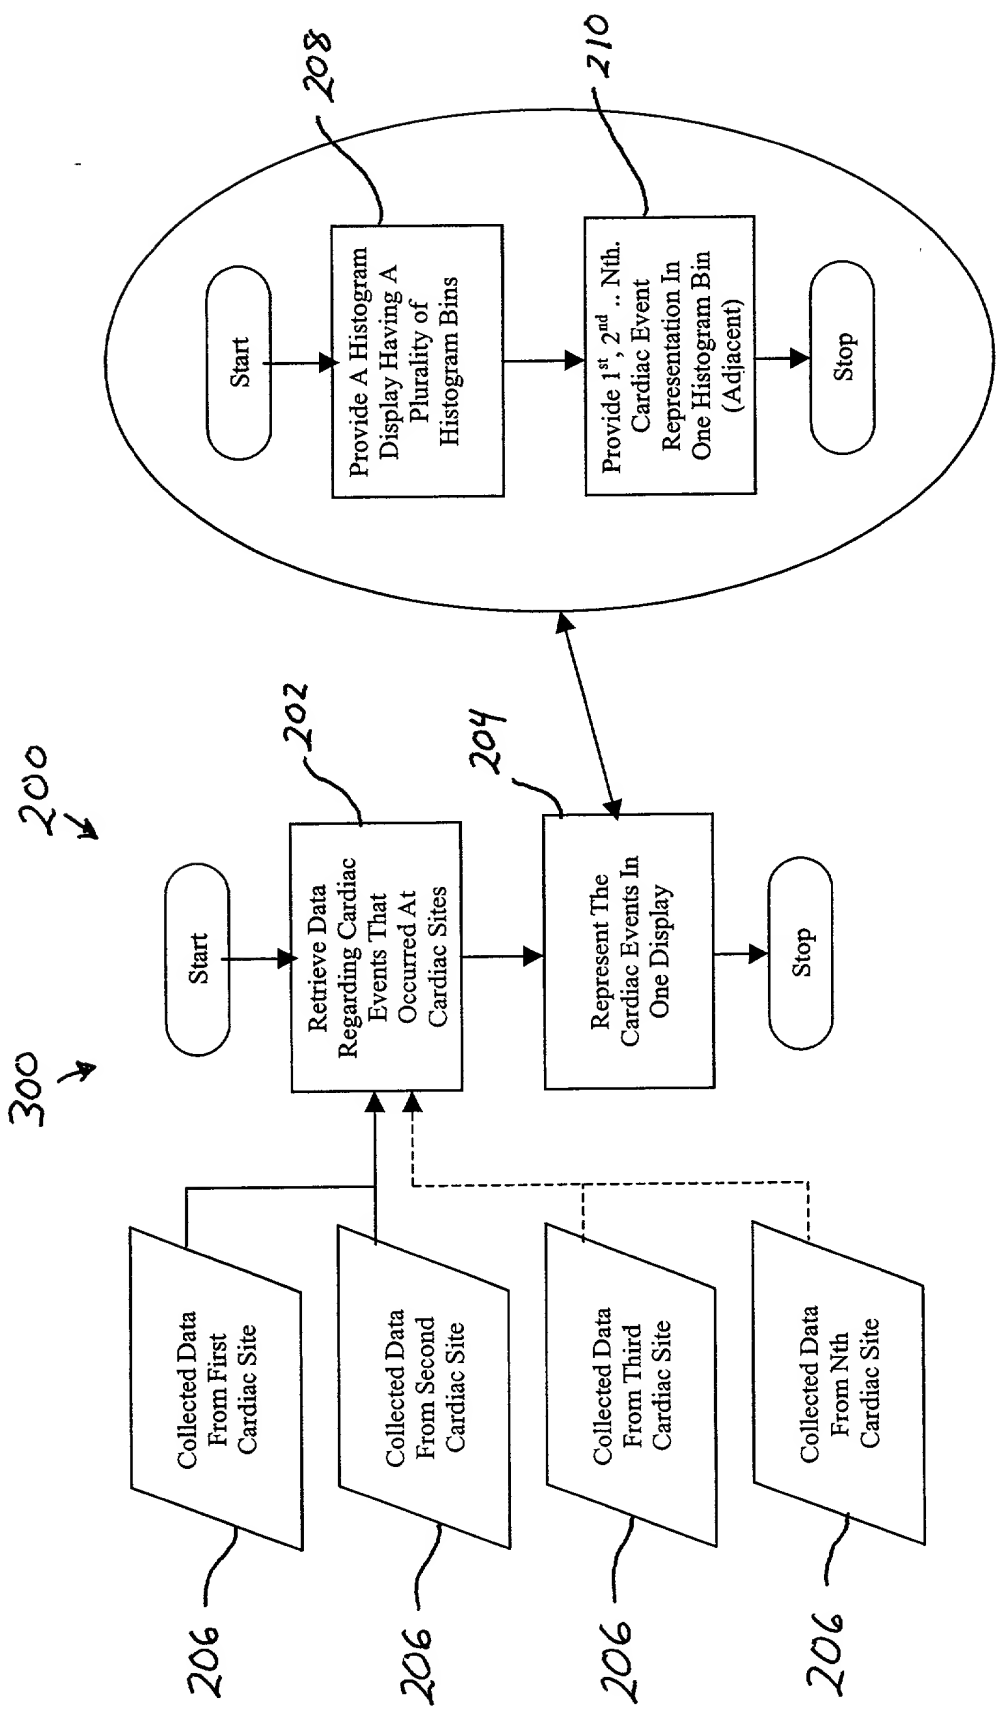 300
200
Collected Data
From First
Cardiac Site
206
Collected Data
From Second
Cardiac Site
206
Collected Data
From Third
Cardiac Site
206
Collected Data
From Nth
Cardiac Site
206
Start
Retrieve Data
Regarding Cardiac
Events That
Occurred At
Cardiac Sites
202
Represent The
Cardiac Events In
One Display
204
Stop
Start
Provide A Histogram
Display Having A
Plurality of
Histogram Bins
208
Provide 1st, 2nd .. Nth.
Cardiac Event
Representation In
One Histogram Bin
(Adjacent)
210
Stop